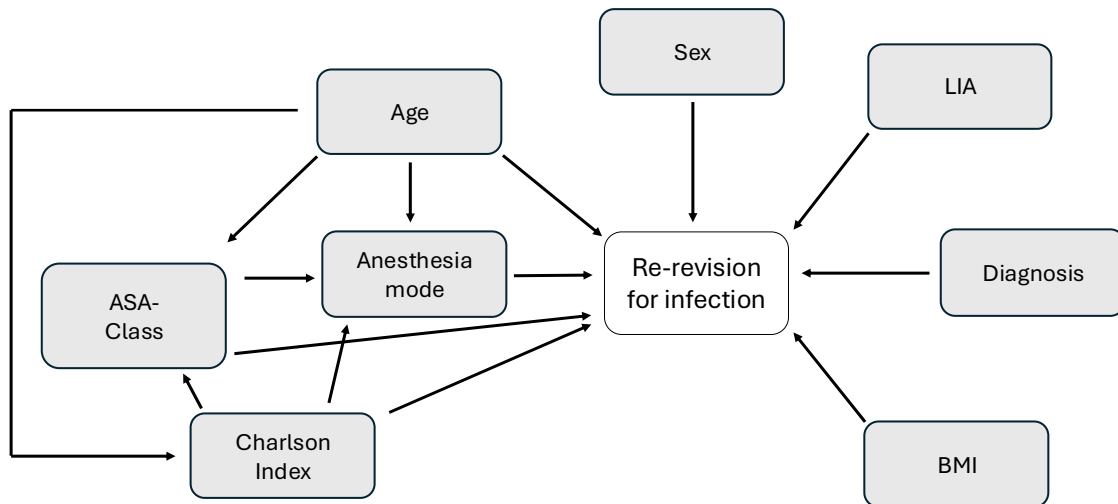 Sex
LIA
Age
Anesthesia
mode
Re-revision
for infection
Diagnosis
ASA-
Class
Charlson
Index
BMI